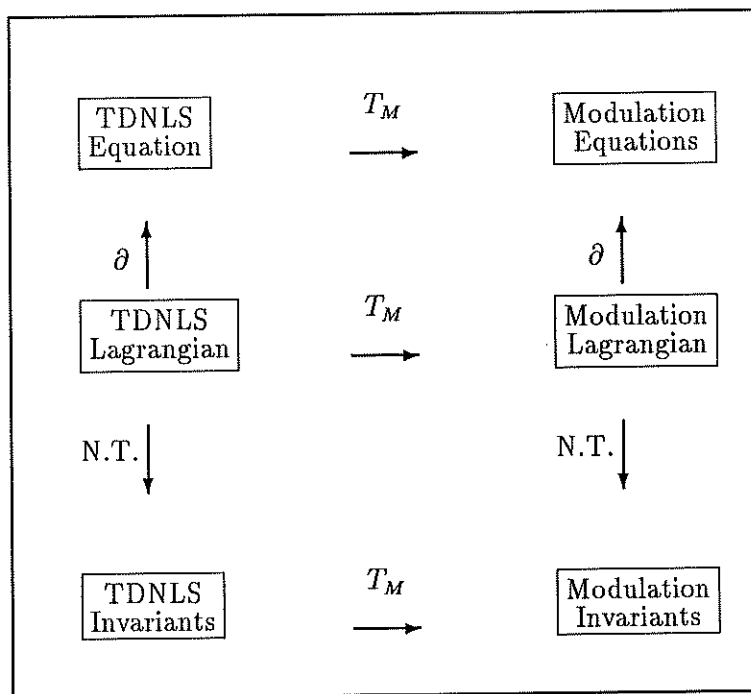 TDNLS
Equation
T_M
Modulation
Equations
∂
∂
TDNLS
Lagrangian
T_M
Modulation
Lagrangian
N.T.
N.T.
TDNLS
Invariants
T_M
Modulation
Invariants